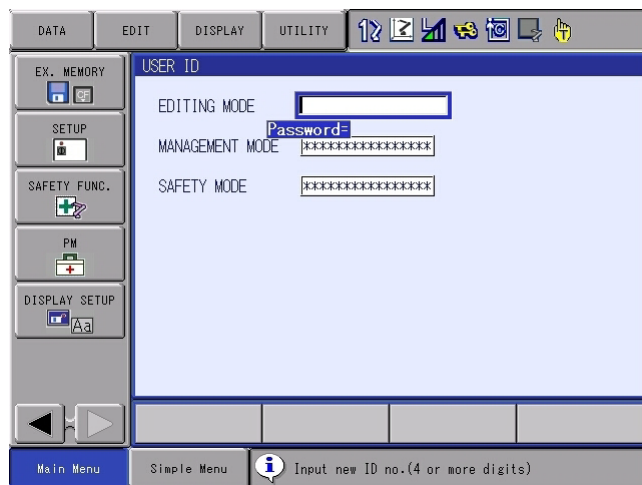 DATA EDIT DISPLAY UTILITY
EX. MEMORY
CF
SETUP
SAFETY FUNC.
PM
DISPLAY SETUP
Aa
USER ID
EDITING MODE
Password=
MANAGEMENT MODE ****************
SAFETY MODE ****************
Main Menu Simple Menu Input new ID no.(4 or more digits)